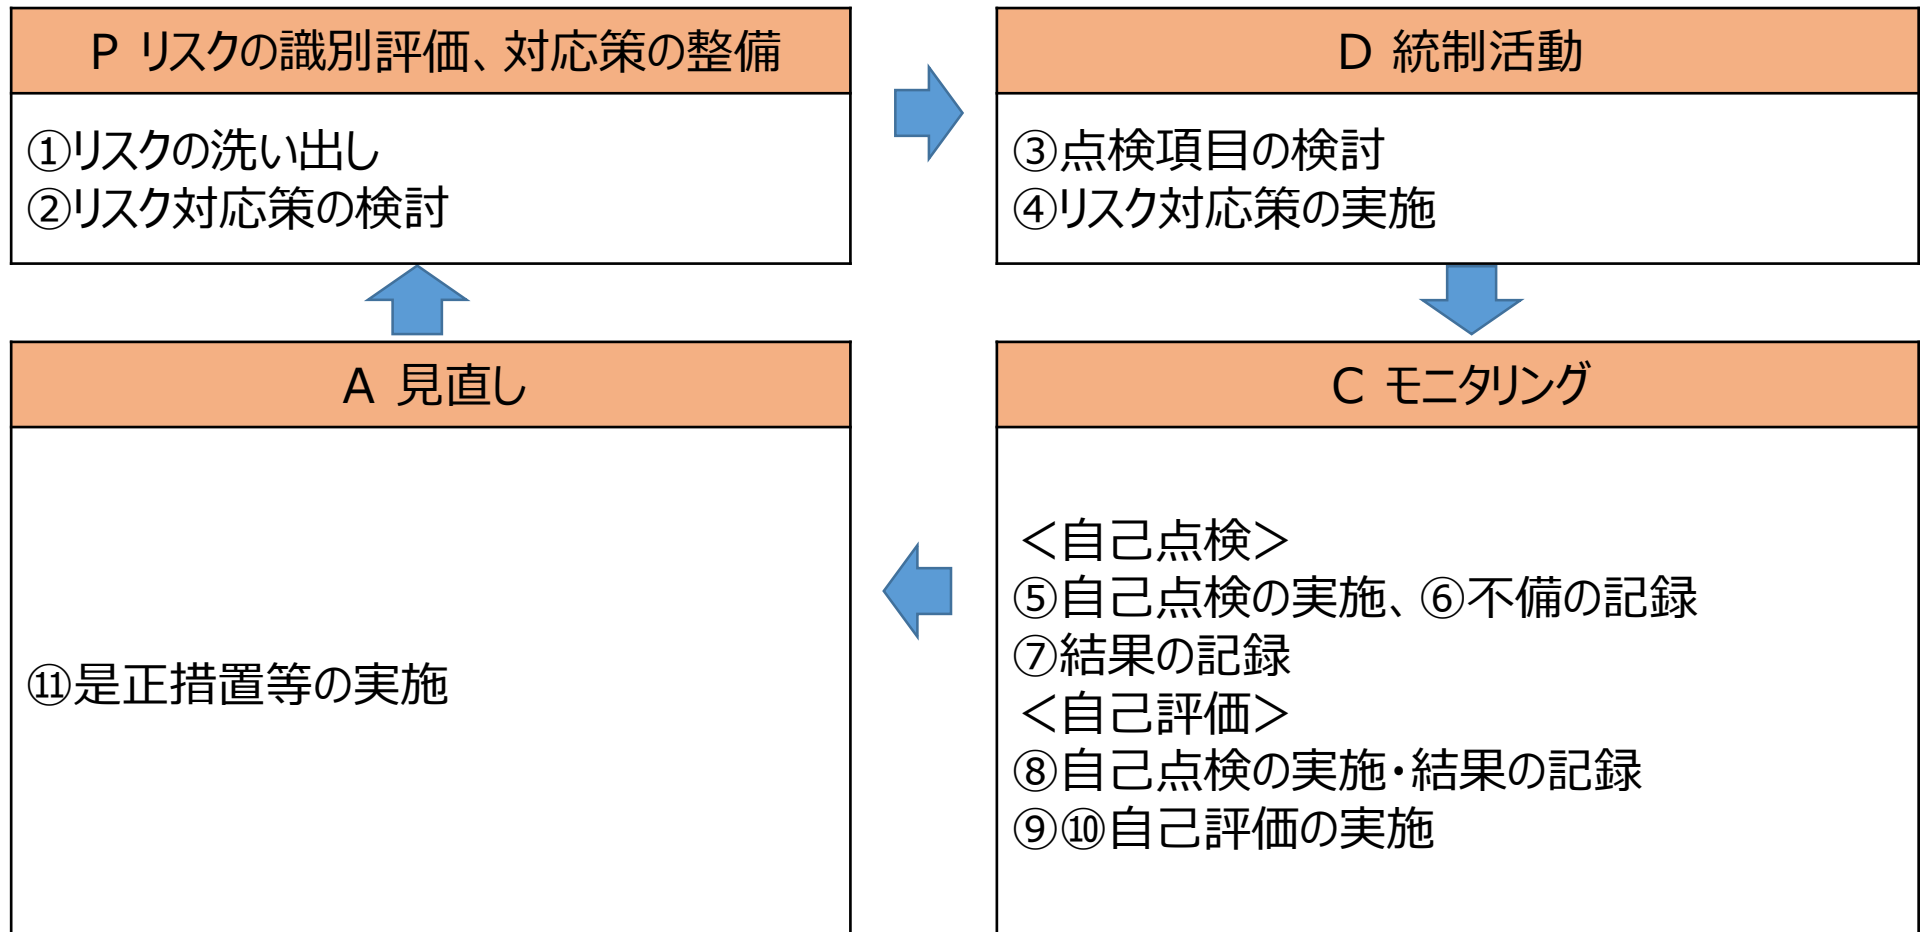 P リスクの識別評価、対応策の整備
①リスクの洗い出し
②リスク対応策の検討
D 統制活動
③点検項目の検討
④リスク対応策の実施
A 見直し
⑪是正措置等の実施
C モニタリング
＜自己点検＞
⑤自己点検の実施、⑥不備の記録
⑦結果の記録
＜自己評価＞
⑧自己点検の実施・結果の記録
⑨⑩自己評価の実施